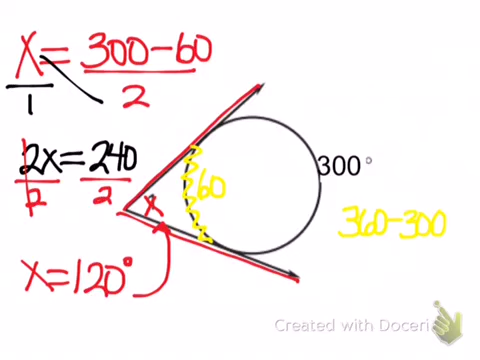 x = 300 - 60
1 2
2x = 240
2 2
x = 120°
x
60
300°
360 - 300
Created with Doceri